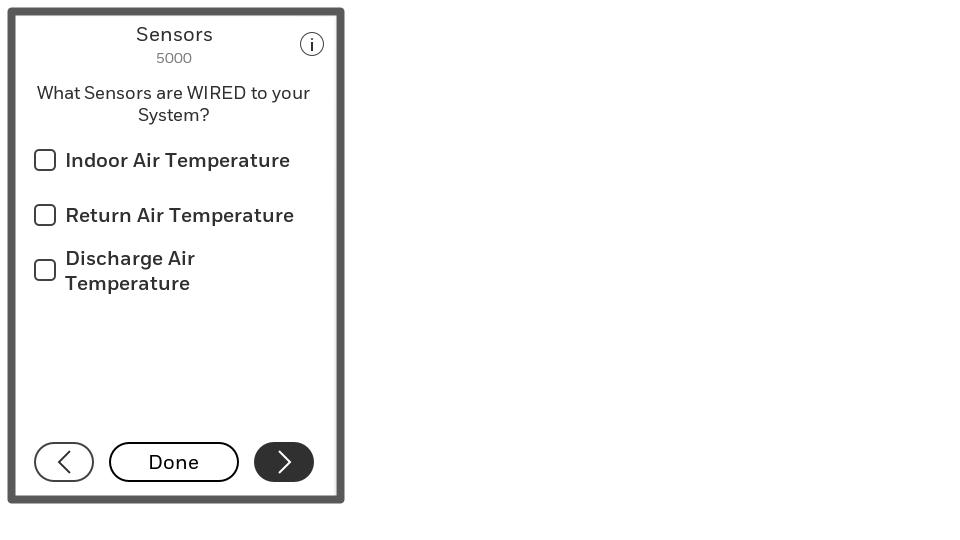 Sensors
5000
What Sensors are WIRED to your
System?
Indoor Air Temperature
Return Air Temperature
Discharge Air
Temperature
Done